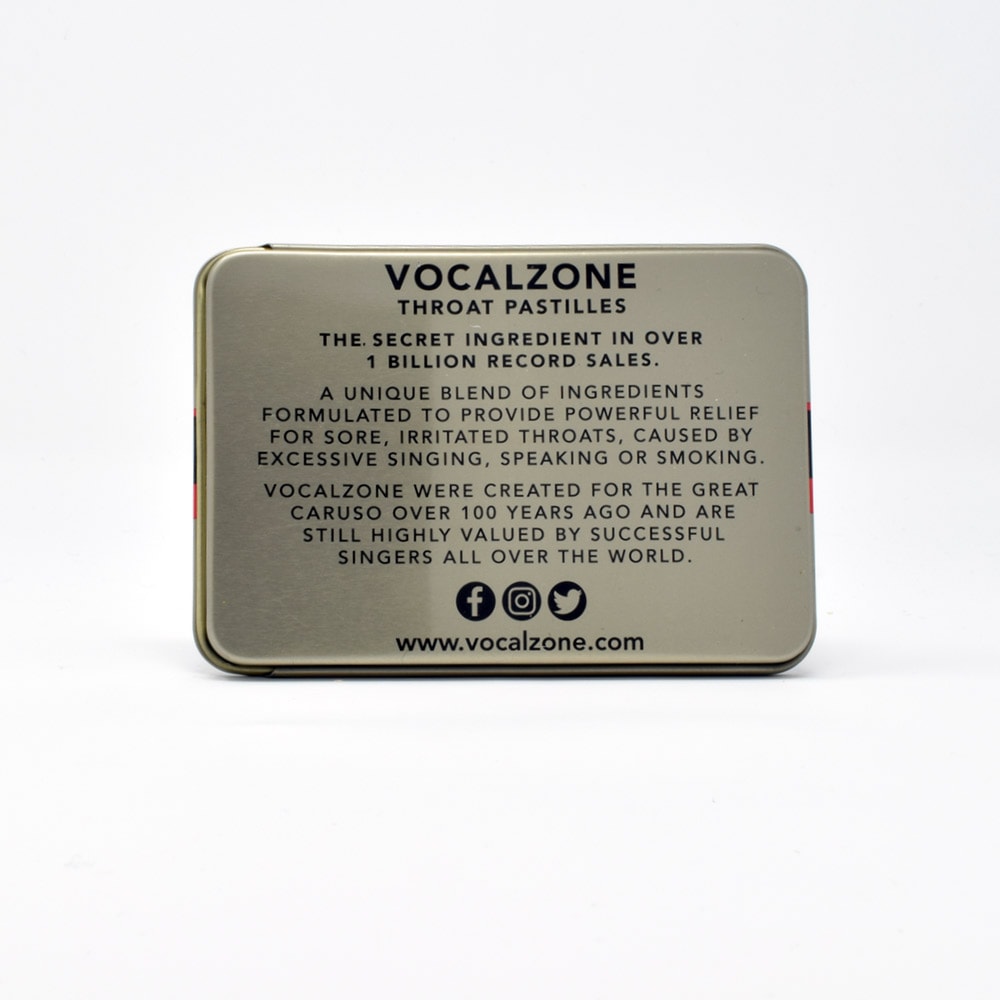 VOCALZONE
THROAT PASTILLES
THE. SECRET INGREDIENT IN OVER
1 BILLION RECORD SALES.
A UNIQUE BLEND OF INGREDIENTS
FORMULATED TO PROVIDE POWERFUL RELIEF
FOR SORE, IRRITATED THROATS, CAUSED BY
EXCESSIVE SINGING, SPEAKING OR SMOKING.
VOCALZONE WERE CREATED FOR THE GREAT
CARUSO OVER 100 YEARS AGO AND ARE
STILL HIGHLY VALUED BY SUCCESSFUL
SINGERS ALL OVER THE WORLD.
www.vocalzone.com